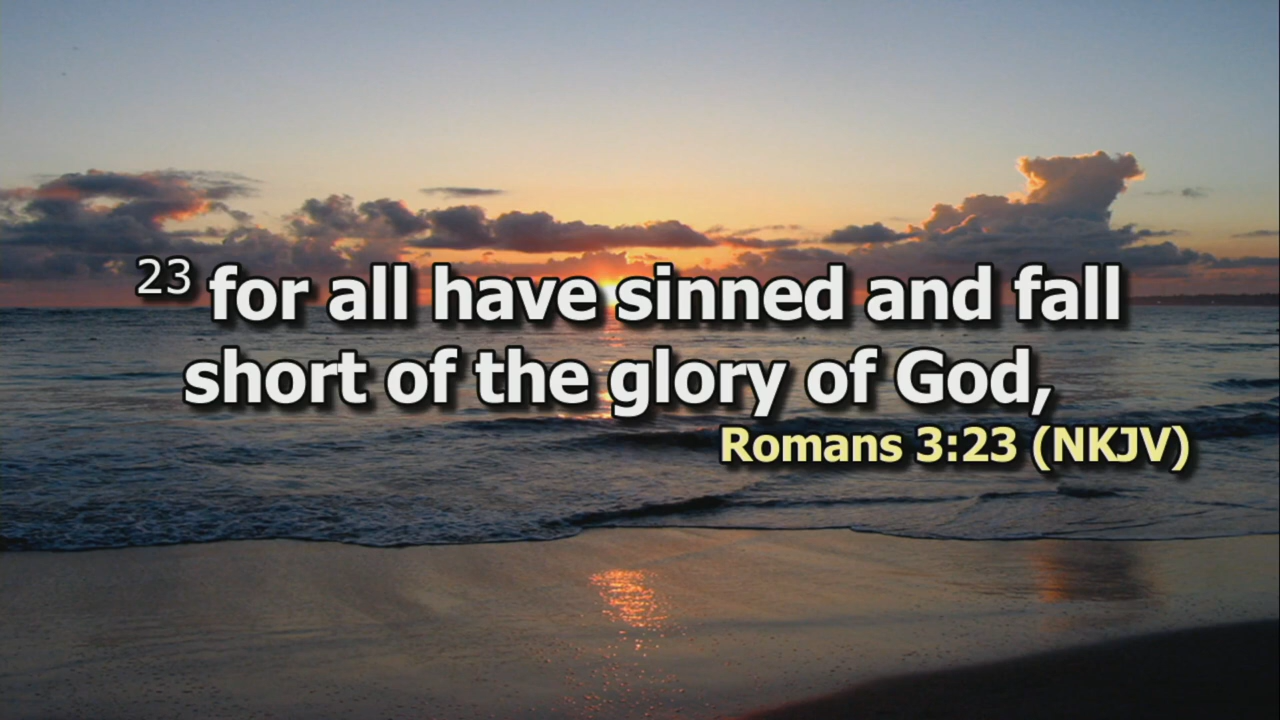 23 for all have sinned and fall
short of the glory of God,
Romans 3:23 (NKJV)